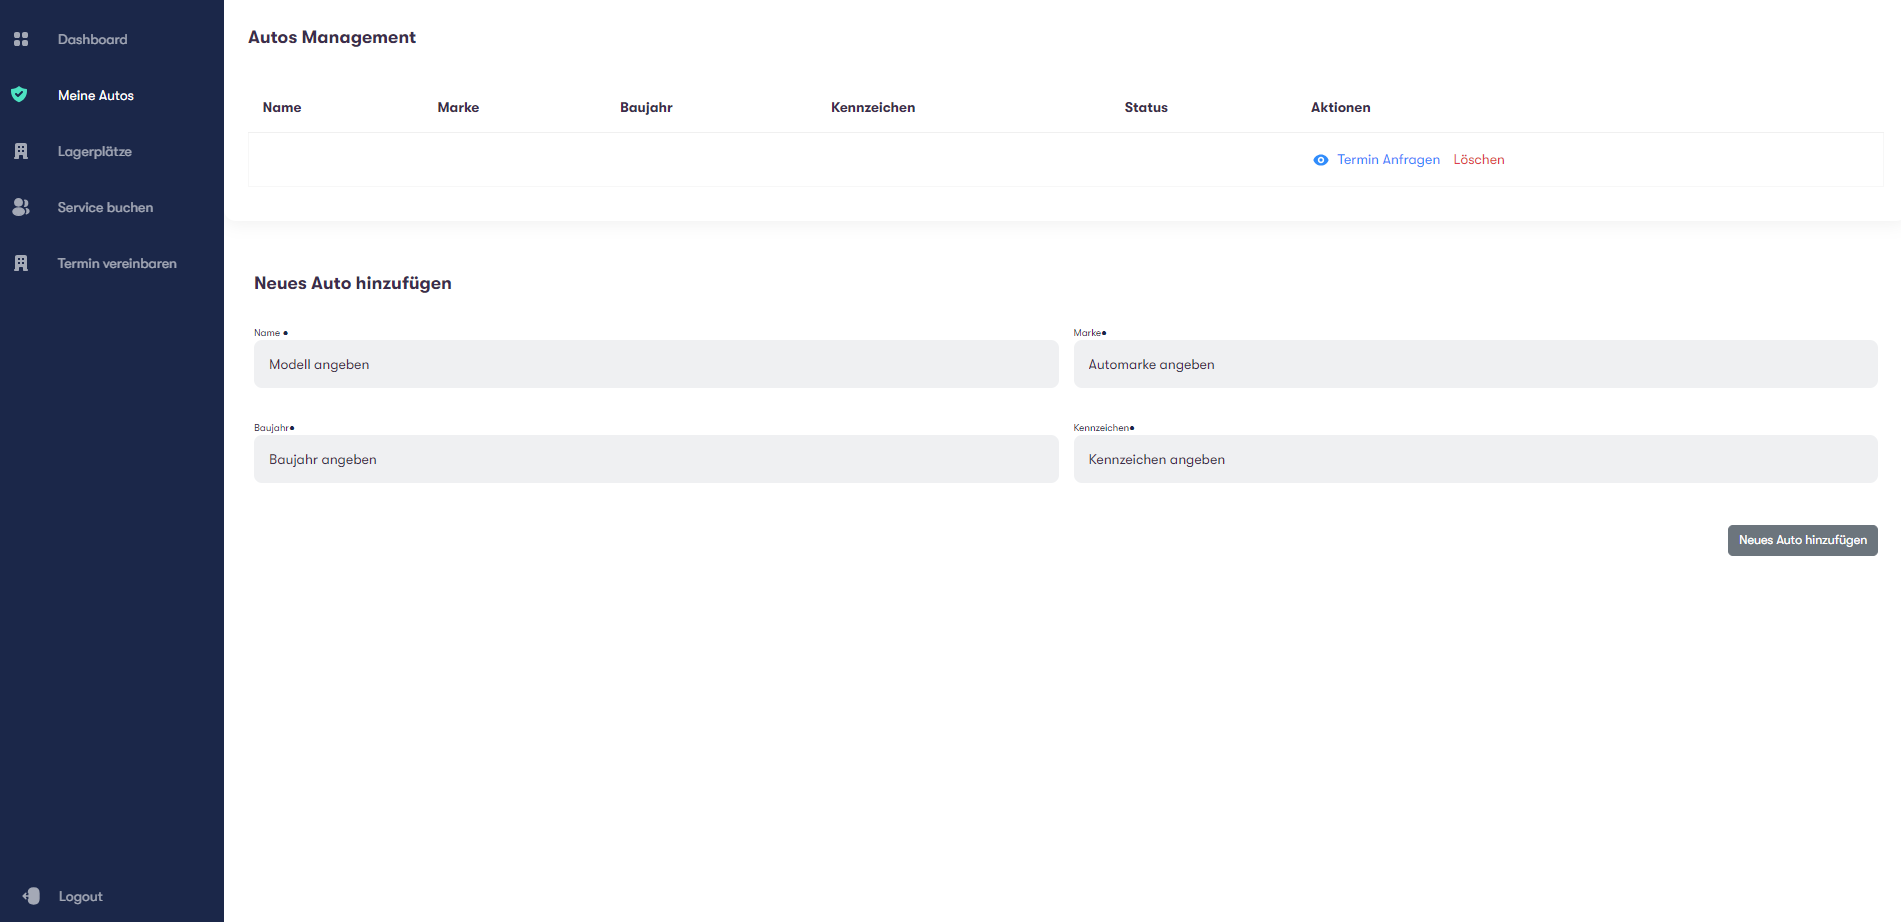 Dashboard
Meine Autos
Lagerplätze
Service buchen
Termin vereinbaren
Logout
Autos Management
Name Marke Baujahr Kennzeichen Status Aktionen
Termin Anfragen Löschen
Neues Auto hinzufügen
Name •
Modell angeben
Marke•
Automarke angeben
Baujahr•
Baujahr angeben
Kennzeichen•
Kennzeichen angeben
Neues Auto hinzufügen